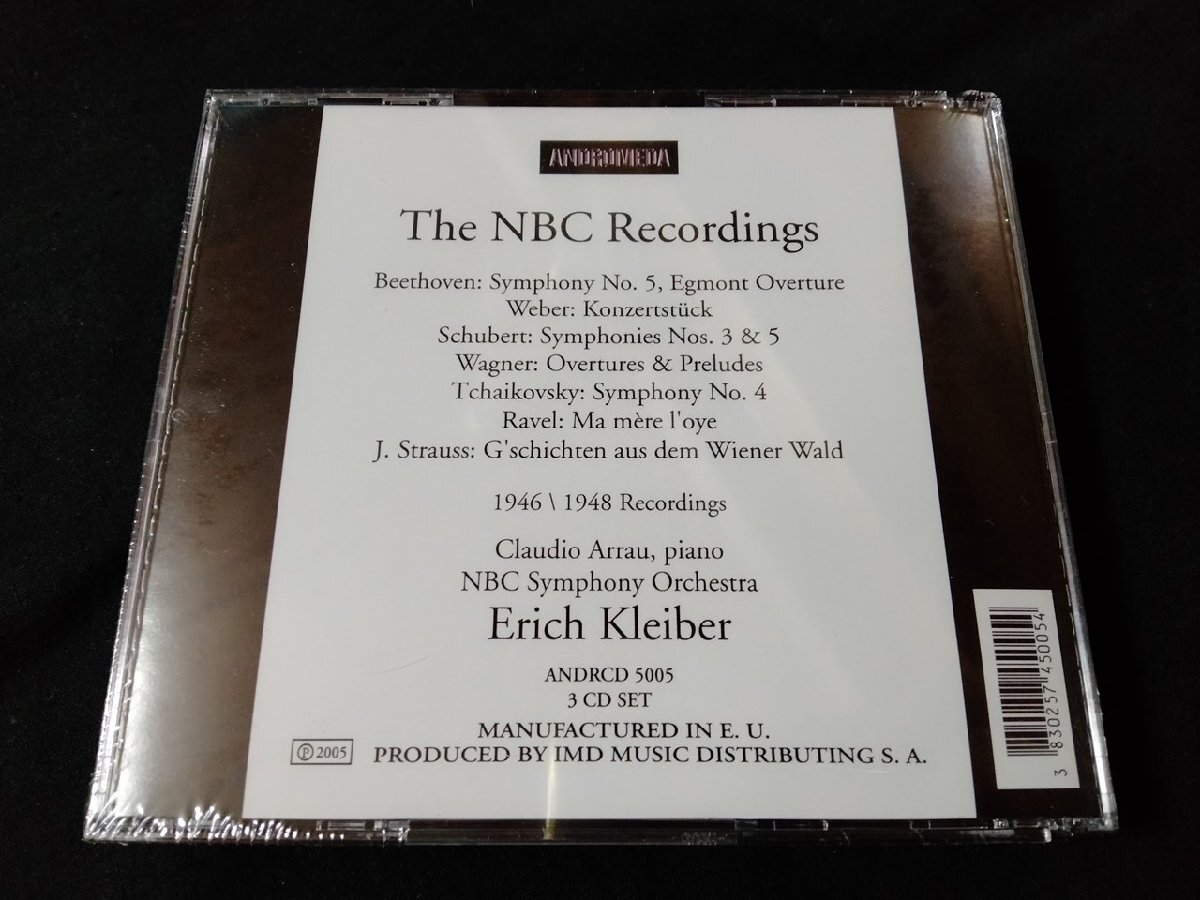 ANDROMEDA
The NBC Recordings
Beethoven: Symphony No. 5, Egmont Overture
Weber: Konzertstück
Schubert: Symphonies Nos. 3 & 5
Wagner: Overtures & Preludes
Tchaikovsky: Symphony No. 4
Ravel: Ma mère l'oye
J. Strauss: G'schichten aus dem Wiener Wald
1946 \ 1948 Recordings
Claudio Arrau, piano
NBC Symphony Orchestra
Erich Kleiber
ANDRCD 5005
3 CD SET
MANUFACTURED IN E. U.
℗ 2005 PRODUCED BY IMD MUSIC DISTRIBUTING S. A.
3 830257 450054